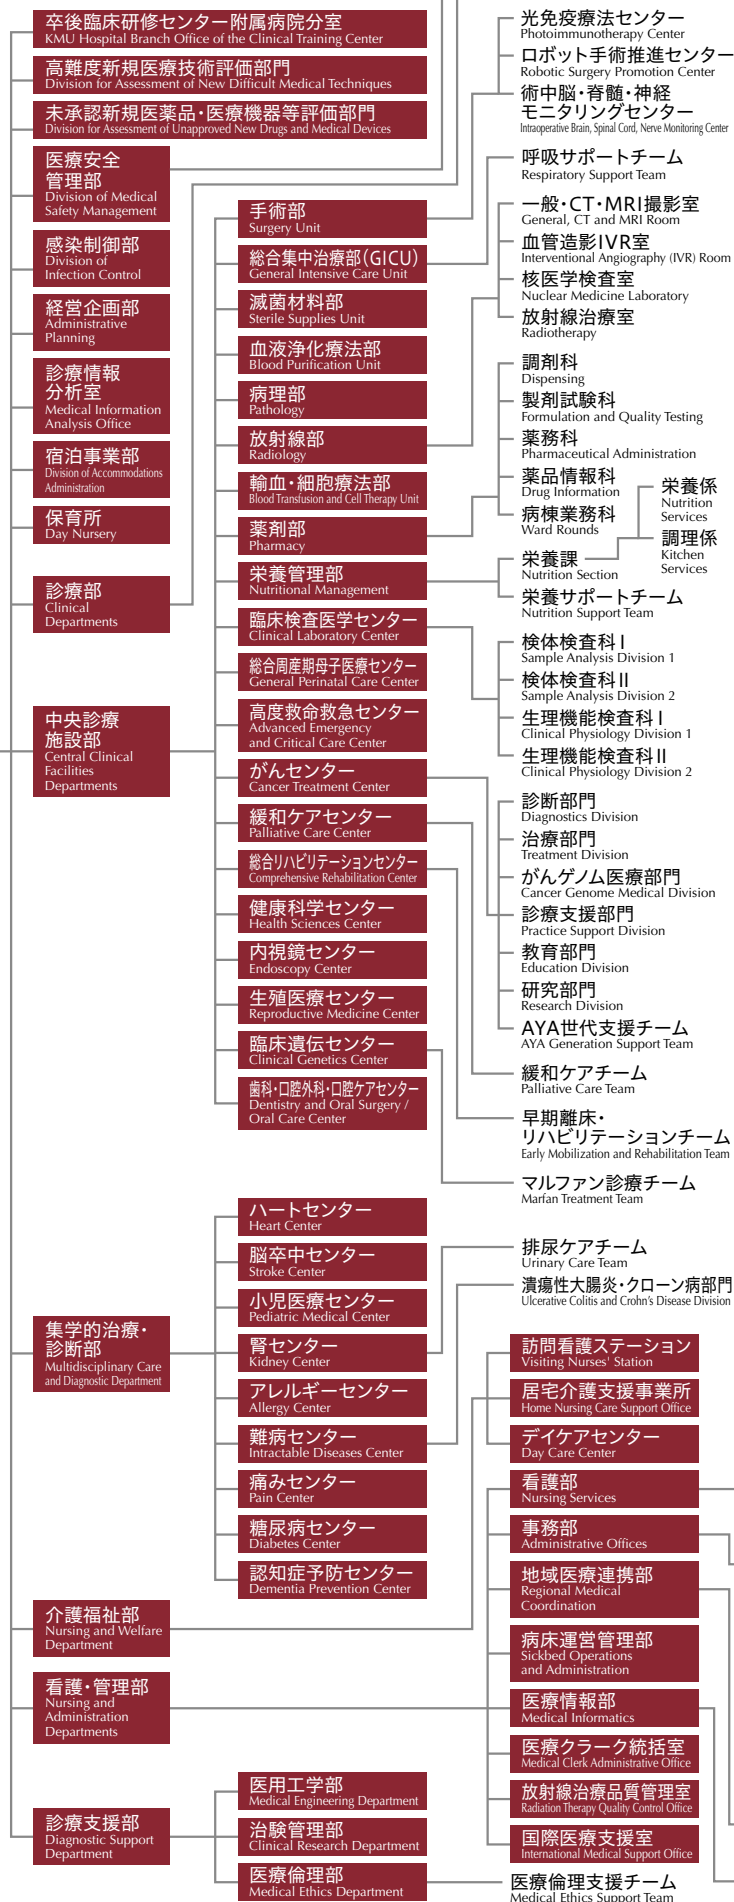 卒後臨床研修センター附属病院分室
KMU Hospital Branch Office of the Clinical Training Center
高難度新規医療技術評価部門
Division for Assessment of New Difficult Medical Techniques
未承認新規医薬品・医療機器等評価部門
Division for Assessment of Unapproved New Drugs and Medical Devices
医療安全
管理部
Division of Medical
Safety Management
感染制御部
Division of
Infection Control
経営企画部
Administrative
Planning
診療情報
分析室
Medical Information
Analysis Office
宿泊事業部
Division of Accommodations
Administration
保育所
Day Nursery
診療部
Clinical
Departments
中央診療
施設部
Central Clinical
Facilities
Departments
手術部
Surgery Unit
総合集中治療部(GICU)
General Intensive Care Unit
滅菌材料部
Sterile Supplies Unit
血液浄化療法部
Blood Purification Unit
病理部
Pathology
放射線部
Radiology
輸血・細胞療法部
Blood Transfusion and Cell Therapy Unit
薬剤部
Pharmacy
栄養管理部
Nutritional Management
臨床検査医学センター
Clinical Laboratory Center
総合周産期母子医療センター
General Perinatal Care Center
高度救命救急センター
Advanced Emergency
and Critical Care Center
がんセンター
Cancer Treatment Center
緩和ケアセンター
Palliative Care Center
総合リハビリテーションセンター
Comprehensive Rehabilitation Center
健康科学センター
Health Sciences Center
内視鏡センター
Endoscopy Center
生殖医療センター
Reproductive Medicine Center
臨床遺伝センター
Clinical Genetics Center
歯科・口腔外科・口腔ケアセンター
Dentistry and Oral Surgery /
Oral Care Center
光免疫療法センター
Photoimmunotherapy Center
ロボット手術推進センター
Robotic Surgery Promotion Center
術中脳・脊髄・神経
モニタリングセンター
Intraoperative Brain, Spinal Cord, Nerve Monitoring Center
呼吸サポートチーム
Respiratory Support Team
一般・CT・MRI撮影室
General, CT and MRI Room
血管造影IVR室
Interventional Angiography (IVR) Room
核医学検査室
Nuclear Medicine Laboratory
放射線治療室
Radiotherapy
調剤科
Dispensing
製剤試験科
Formulation and Quality Testing
薬務科
Pharmaceutical Administration
薬品情報科
Drug Information
病棟業務科
Ward Rounds
栄養課
Nutrition Section
栄養係
Nutrition
Services
調理係
Kitchen
Services
栄養サポートチーム
Nutrition Support Team
検体検査科Ⅰ
Sample Analysis Division 1
検体検査科Ⅱ
Sample Analysis Division 2
生理機能検査科Ⅰ
Clinical Physiology Division 1
生理機能検査科Ⅱ
Clinical Physiology Division 2
診断部門
Diagnostics Division
治療部門
Treatment Division
がんゲノム医療部門
Cancer Genome Medical Division
診療支援部門
Practice Support Division
教育部門
Education Division
研究部門
Research Division
AYA世代支援チーム
AYA Generation Support Team
緩和ケアチーム
Palliative Care Team
早期離床・
リハビリテーションチーム
Early Mobilization and Rehabilitation Team
マルファン診療チーム
Marfan Treatment Team
集学的治療・
診断部
Multidisciplinary Care
and Diagnostic Department
ハートセンター
Heart Center
脳卒中センター
Stroke Center
小児医療センター
Pediatric Medical Center
腎センター
Kidney Center
アレルギーセンター
Allergy Center
難病センター
Intractable Diseases Center
痛みセンター
Pain Center
糖尿病センター
Diabetes Center
認知症予防センター
Dementia Prevention Center
排尿ケアチーム
Urinary Care Team
潰瘍性大腸炎・クローン病部門
Ulcerative Colitis and Crohn's Disease Division
介護福祉部
Nursing and Welfare
Department
訪問看護ステーション
Visiting Nurses' Station
居宅介護支援事業所
Home Nursing Care Support Office
デイケアセンター
Day Care Center
看護・管理部
Nursing and
Administration
Departments
看護部
Nursing Services
事務部
Administrative Offices
地域医療連携部
Regional Medical
Coordination
病床運営管理部
Sickbed Operations
and Administration
医療情報部
Medical Informatics
医療クラーク統括室
Medical Clerk Administrative Office
放射線治療品質管理室
Radiation Therapy Quality Control Office
国際医療支援室
International Medical Support Office
診療支援部
Diagnostic Support
Department
医用工学部
Medical Engineering Department
治験管理部
Clinical Research Department
医療倫理部
Medical Ethics Department
医療倫理支援チーム
Medical Ethics Support Team